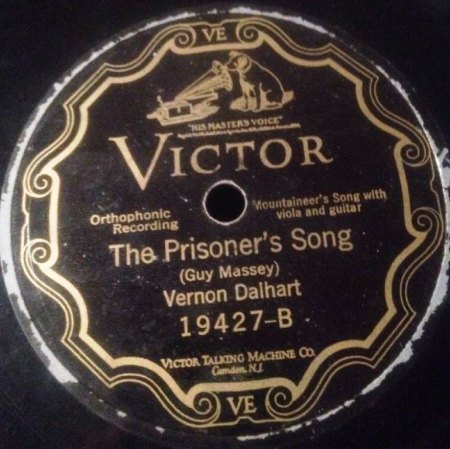 VE
"HIS MASTER'S VOICE"
VICTOR
Orthophonic
Recording
Mountaineer's Song with
viola and guitar
The Prisoner's Song
(Guy Massey)
Vernon Dalhart
19427-B
VICTOR TALKING MACHINE CO.
Camden, N.J.
VE